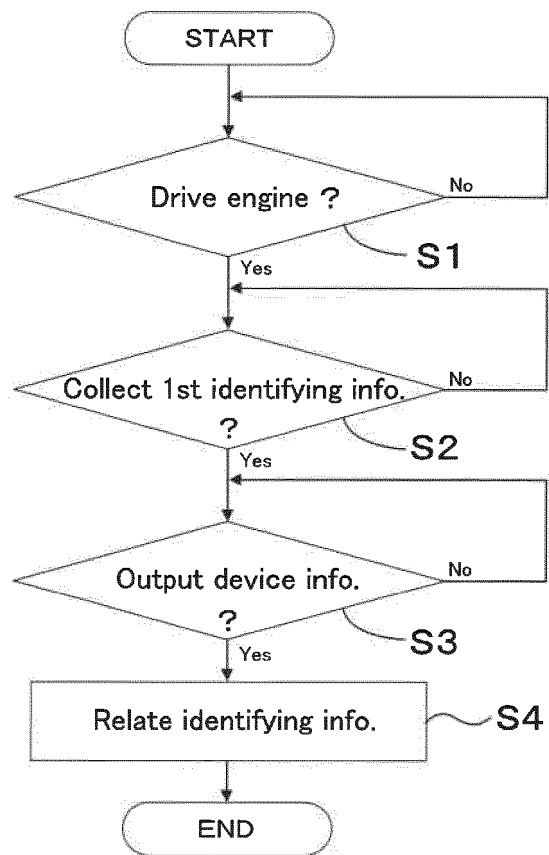 START
Drive engine ?
No
S1
Yes
Collect 1st identifying info.
?
No
S2
Yes
Output device info.
?
No
S3
Yes
Relate identifying info.
S4
END